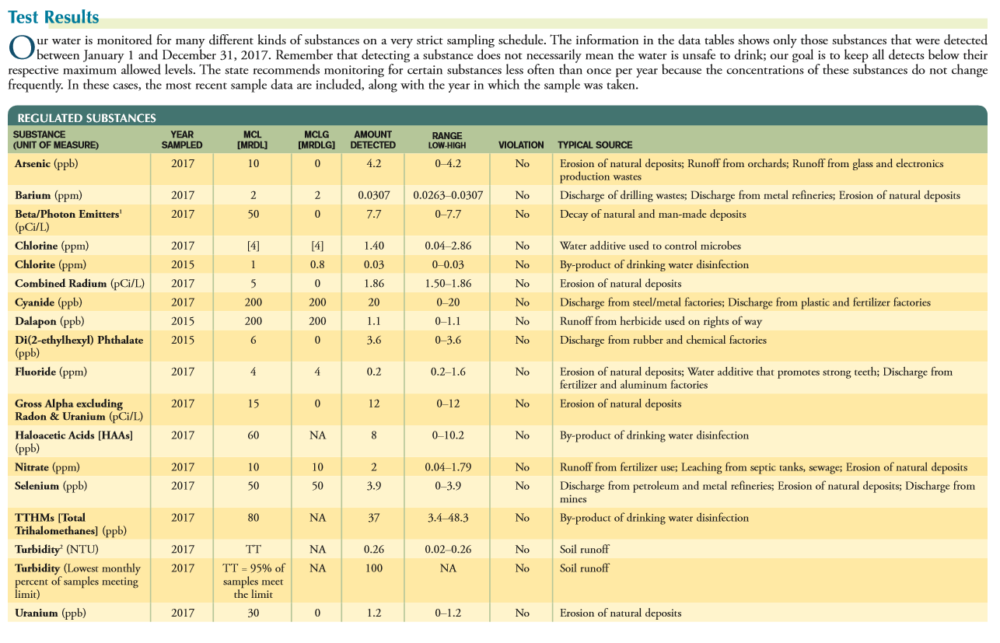 Test Results
Our water is monitored for many different kinds of substances on a very strict sampling schedule. The information in the data tables shows only those substances that were detected
between January 1 and December 31, 2017. Remember that detecting a substance does not necessarily mean the water is unsafe to drink; our goal is to keep all detects below their
respective maximum allowed levels. The state recommends monitoring for certain substances less often than once per year because the concentrations of these substances do not change
frequently. In these cases, the most recent sample data are included, along with the year in which the sample was taken.
REGULATED SUBSTANCES
SUBSTANCE YEAR MCL MCLG AMOUNT RANGE
(UNIT OF MEASURE) SAMPLED [MRDL] [MRDLG] DETECTED LOW-HIGH VIOLATION TYPICAL SOURCE
Arsenic (ppb) 2017 10 0 4.2 0–4.2 No Erosion of natural deposits; Runoff from orchards; Runoff from glass and electronics
production wastes
Barium (ppm) 2017 2 2 0.0307 0.0263–0.0307 No Discharge of drilling wastes; Discharge from metal refineries; Erosion of natural deposits
Beta/Photon Emitters¹ 2017 50 0 7.7 0–7.7 No Decay of natural and man-made deposits
(pCi/L)
Chlorine (ppm) 2017 [4] [4] 1.40 0.04–2.86 No Water additive used to control microbes
Chlorite (ppm) 2015 1 0.8 0.03 0–0.03 No By-product of drinking water disinfection
Combined Radium (pCi/L) 2017 5 0 1.86 1.50–1.86 No Erosion of natural deposits
Cyanide (ppb) 2017 200 200 20 0–20 No Discharge from steel/metal factories; Discharge from plastic and fertilizer factories
Dalapon (ppb) 2015 200 200 1.1 0–1.1 No Runoff from herbicide used on rights of way
Di(2-ethylhexyl) Phthalate 2015 6 0 3.6 0–3.6 No Discharge from rubber and chemical factories
(ppb)
Fluoride (ppm) 2017 4 4 0.2 0.2–1.6 No Erosion of natural deposits; Water additive that promotes strong teeth; Discharge from
fertilizer and aluminum factories
Gross Alpha excluding 2017 15 0 12 0–12 No Erosion of natural deposits
Radon & Uranium (pCi/L)
Haloacetic Acids [HAAs] 2017 60 NA 8 0–10.2 No By-product of drinking water disinfection
(ppb)
Nitrate (ppm) 2017 10 10 2 0.04–1.79 No Runoff from fertilizer use; Leaching from septic tanks, sewage; Erosion of natural deposits
Selenium (ppb) 2017 50 50 3.9 0–3.9 No Discharge from petroleum and metal refineries; Erosion of natural deposits; Discharge from
mines
TTHMs [Total 2017 80 NA 37 3.4–48.3 No By-product of drinking water disinfection
Trihalomethanes] (ppb)
Turbidity² (NTU) 2017 TT NA 0.26 0.02–0.26 No Soil runoff
Turbidity (Lowest monthly 2017 TT = 95% of NA 100 NA No Soil runoff
percent of samples meeting samples meet
limit) the limit
Uranium (ppb) 2017 30 0 1.2 0–1.2 No Erosion of natural deposits